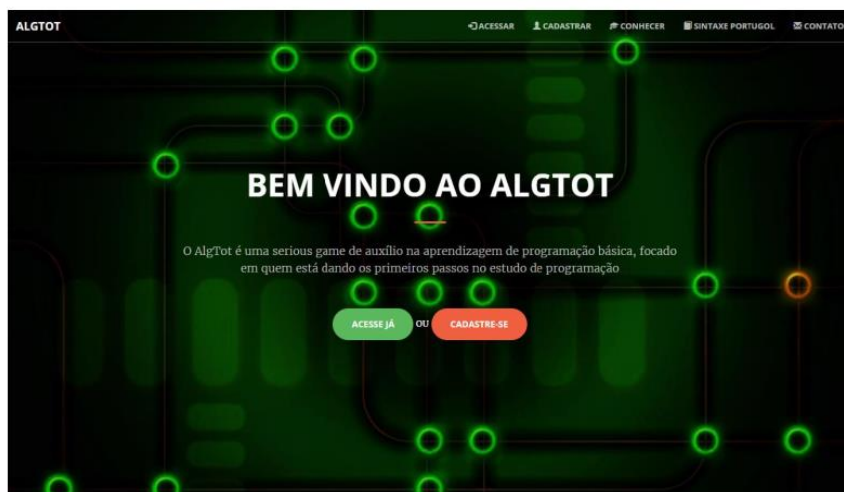 ALGTOT
ACESSAR CADASTRAR CONHECER SINTAXE PORTUGOL CONTATO
BEM VINDO AO ALGTOT
O AlgTot é uma serious game de auxílio na aprendizagem de programação básica, focado
em quem está dando os primeiros passos no estudo de programação
ACESSE JÁ OU CADASTRE-SE